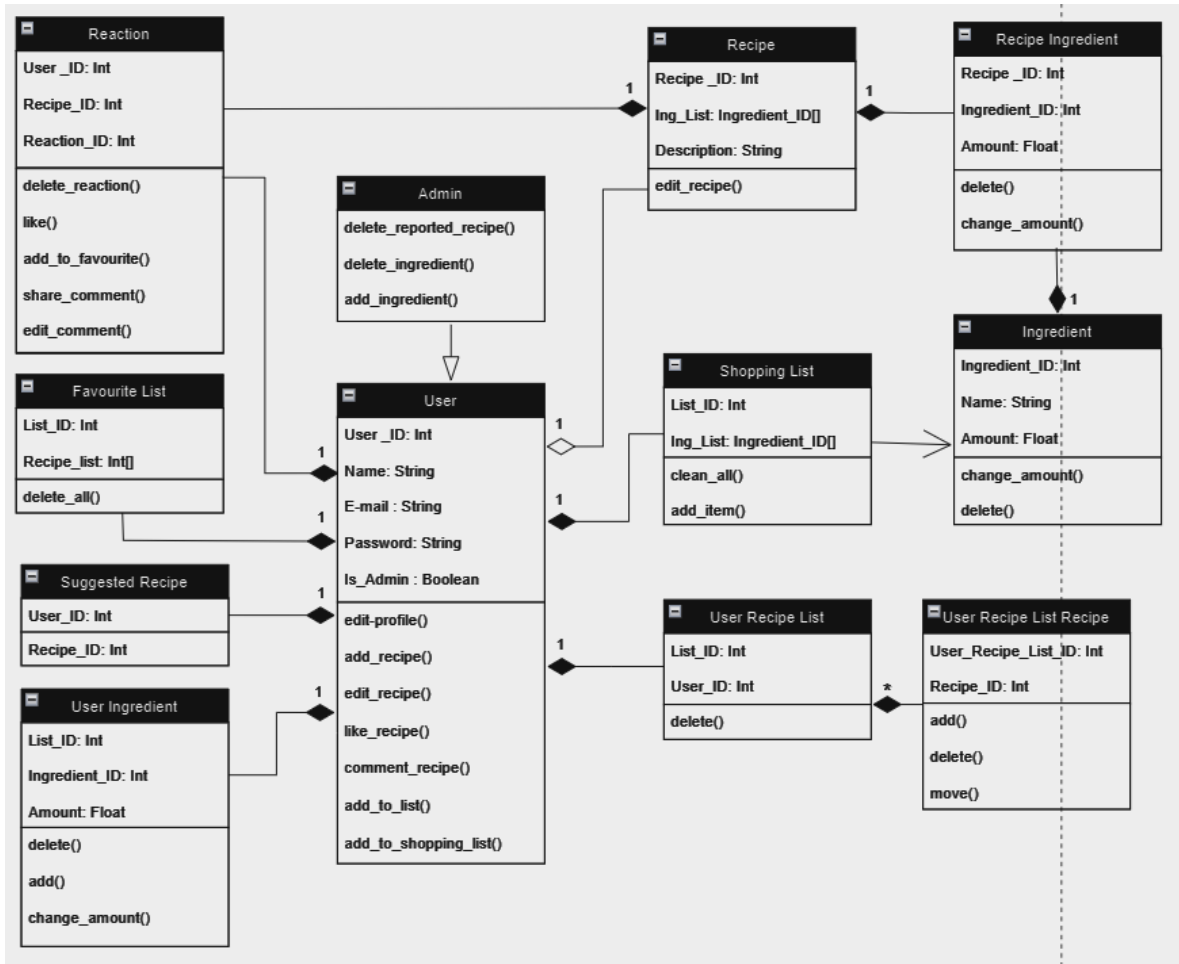 Reaction
User _ID: Int
Recipe_ID: Int
Reaction_ID: Int
delete_reaction()
like()
add_to_favourite()
share_comment()
edit_comment()
Recipe
Recipe _ID: Int
Ing_List: Ingredient_ID[]
Description: String
edit_recipe()
Recipe Ingredient
Recipe _ID: Int
Ingredient_ID: Int
Amount: Float
delete()
change_amount()
1
1
Admin
delete_reported_recipe()
delete_ingredient()
add_ingredient()
1
Ingredient
Ingredient_ID: Int
Name: String
Amount: Float
change_amount()
delete()
Favourite List
List_ID: Int
Recipe_list: Int[]
delete_all()
User
User _ID: Int
Name: String
E-mail : String
Password: String
Is_Admin : Boolean
edit-profile()
add_recipe()
edit_recipe()
like_recipe()
comment_recipe()
add_to_list()
add_to_shopping_list()
1
1
1
1
1
1
1
Shopping List
List_ID: Int
Ing_List: Ingredient_ID[]
clean_all()
add_item()
Suggested Recipe
User_ID: Int
Recipe_ID: Int
User Ingredient
List_ID: Int
Ingredient_ID: Int
Amount: Float
delete()
add()
change_amount()
User Recipe List
List_ID: Int
User_ID: Int
delete()
*
User Recipe List Recipe
User_Recipe_List_ID: Int
Recipe_ID: Int
add()
delete()
move()